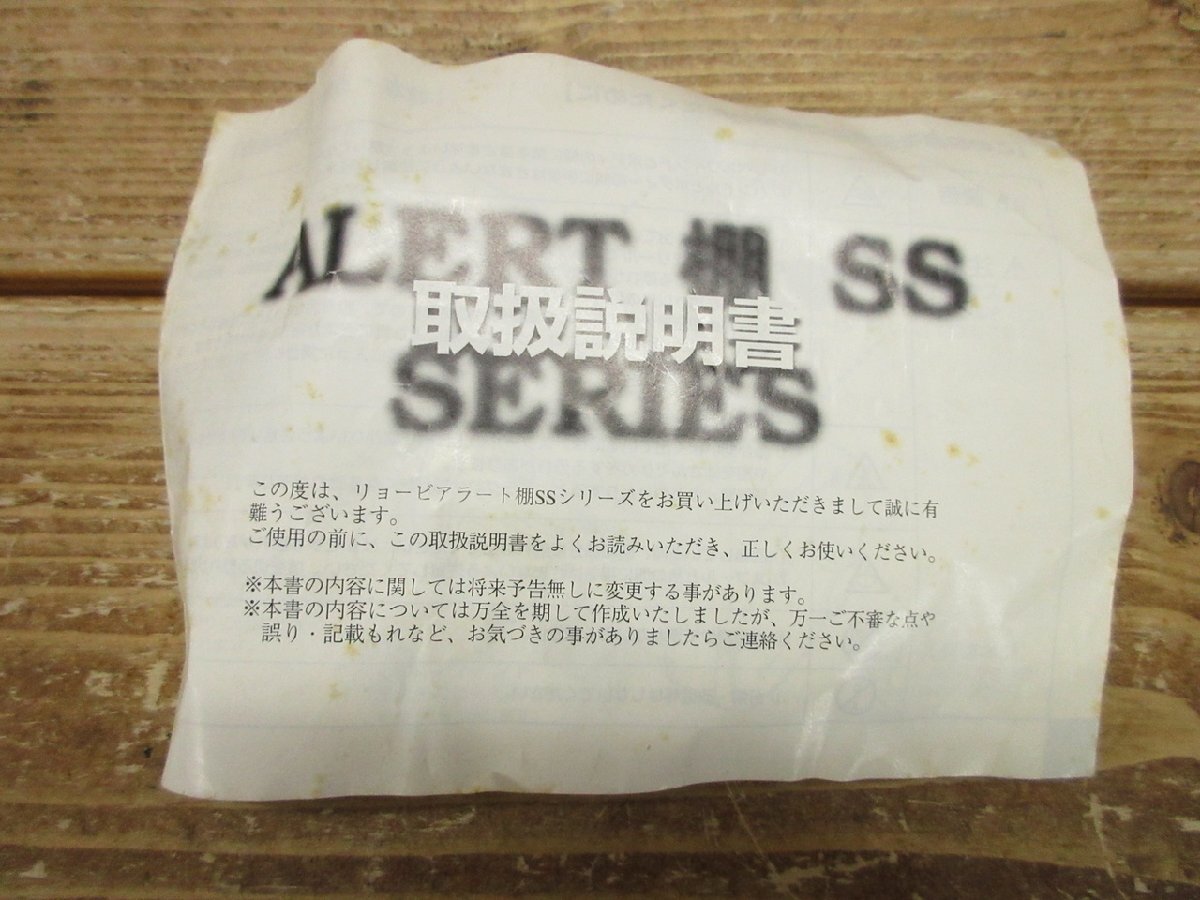 ALERT 棚 SS
取扱説明書
SERIES
この度は、リョービアラート棚SSシリーズをお買い上げいただきまして誠に有
難うございます。
ご使用の前に、この取扱説明書をよくお読みいただき、正しくお使いください。
※本書の内容に関しては将来予告無しに変更する事があります。
※本書の内容については万全を期して作成いたしましたが、万一ご不審な点や
誤り・記載もれなど、お気づきの事がありましたらご連絡ください。